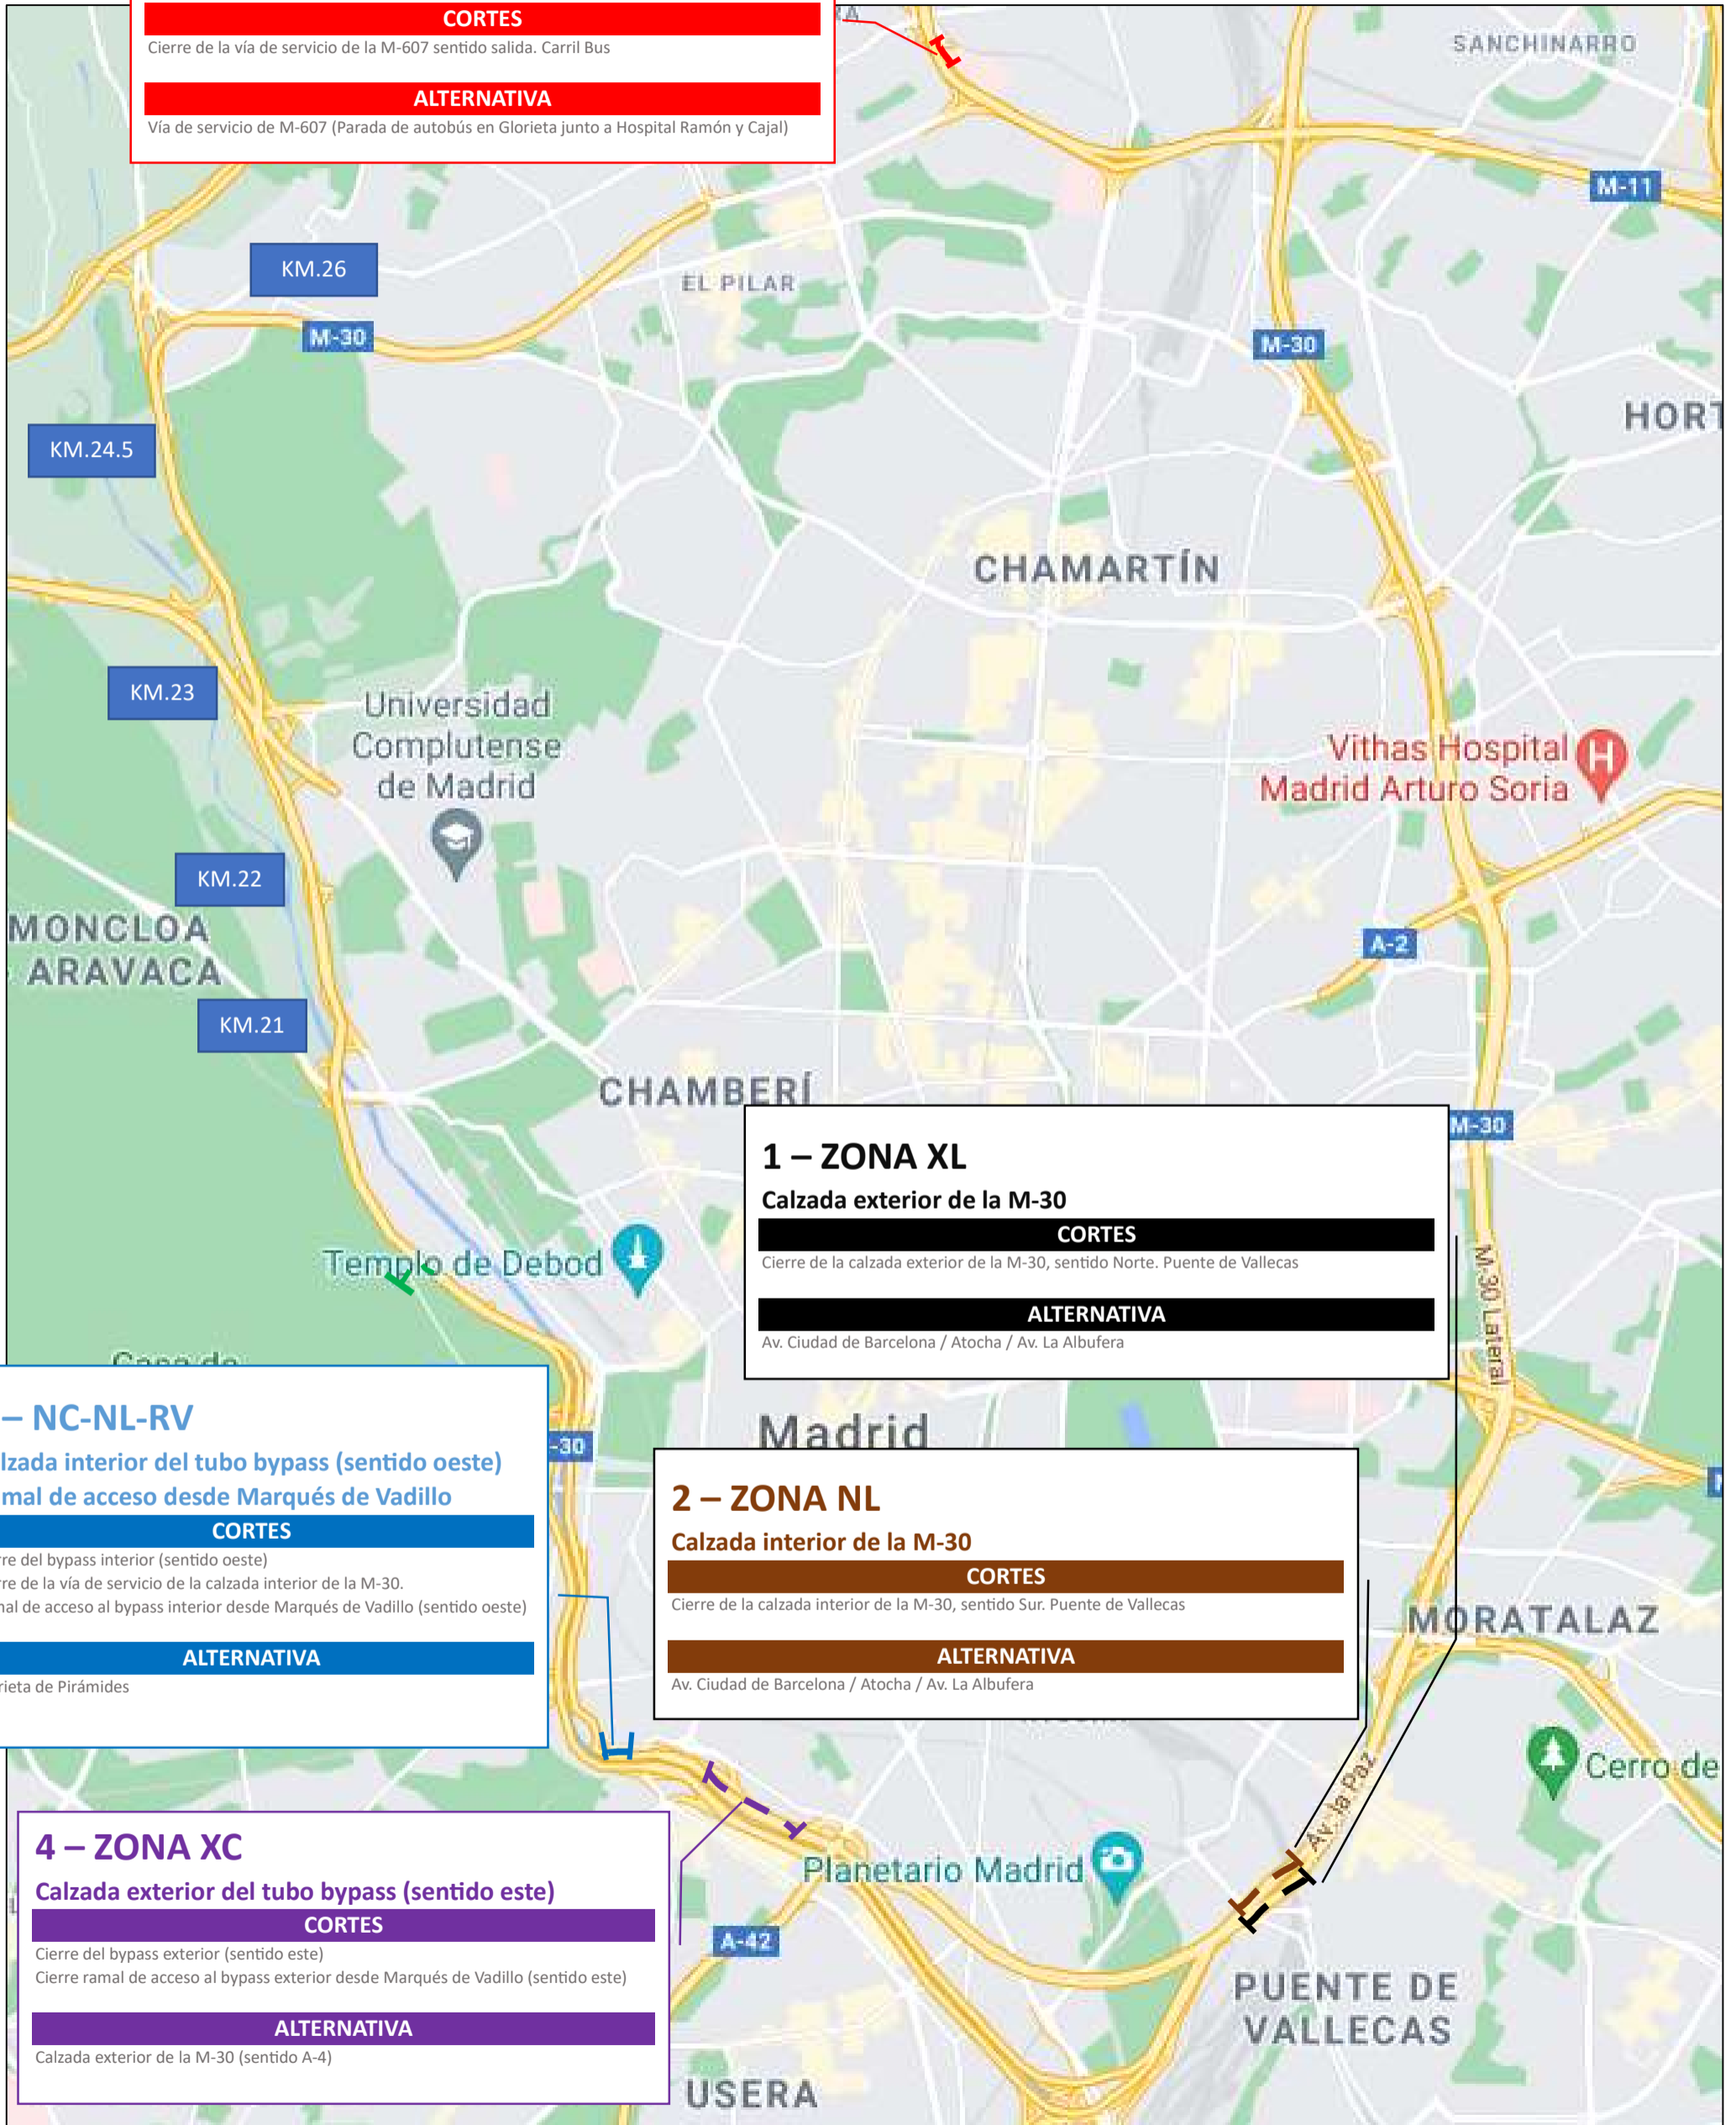 CORTES
Cierre de la vía de servicio de la M-607 sentido salida. Carril Bus
ALTERNATIVA
Vía de servicio de M-607 (Parada de autobús en Glorieta junto a Hospital Ramón y Cajal)
SANCHINARRO
M-11
KM.26
EL PILAR
M-30
M-30
HORT
KM.24.5
CHAMARTÍN
KM.23
Universidad
Complutense
de Madrid
Vithas Hospital
Madrid Arturo Soria
H
KM.22
MONCLOA
ARAVACA
A-2
KM.21
CHAMBERÍ
M-30
1 – ZONA XL
Calzada exterior de la M-30
CORTES
Cierre de la calzada exterior de la M-30, sentido Norte. Puente de Vallecas
ALTERNATIVA
Av. Ciudad de Barcelona / Atocha / Av. La Albufera
M-30 Lateral
Templo de Debod
Casa de
– NC-NL-RV
lzada interior del tubo bypass (sentido oeste)
mal de acceso desde Marqués de Vadillo
CORTES
rre del bypass interior (sentido oeste)
rre de la vía de servicio de la calzada interior de la M-30.
nal de acceso al bypass interior desde Marqués de Vadillo (sentido oeste)
ALTERNATIVA
rieta de Pirámides
-30
Madrid
2 – ZONA NL
Calzada interior de la M-30
CORTES
Cierre de la calzada interior de la M-30, sentido Sur. Puente de Vallecas
ALTERNATIVA
Av. Ciudad de Barcelona / Atocha / Av. La Albufera
MORATALAZ
Cerro de
Av. la Paz
4 – ZONA XC
Calzada exterior del tubo bypass (sentido este)
CORTES
Cierre del bypass exterior (sentido este)
Cierre ramal de acceso al bypass exterior desde Marqués de Vadillo (sentido este)
ALTERNATIVA
Calzada exterior de la M-30 (sentido A-4)
Planetario Madrid
A-42
PUENTE DE
VALLECAS
USERA